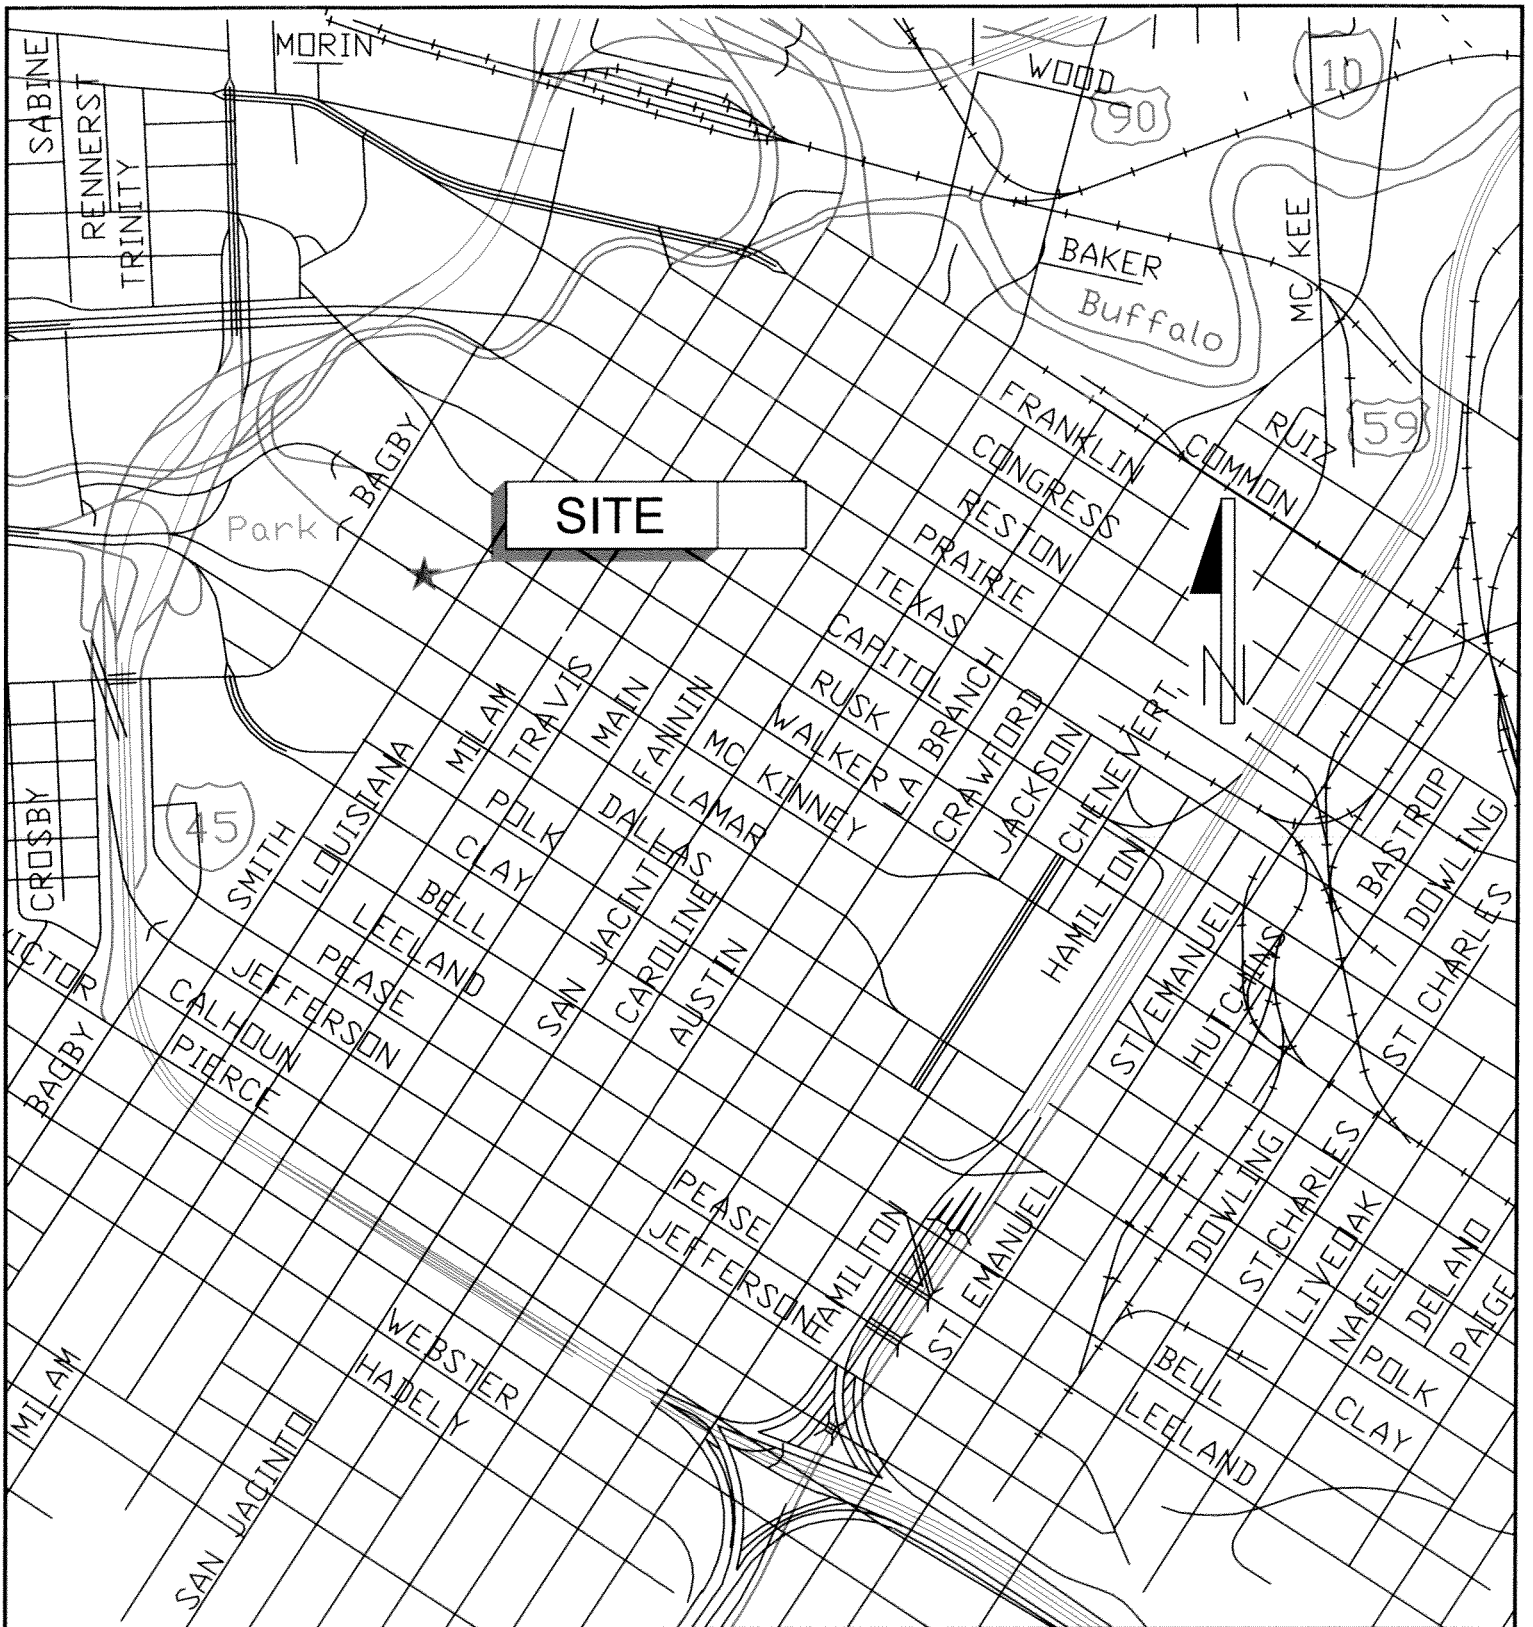 MORIN
SABINE
RENNERST
TRINITY
WOOD
90
10
MC KEE
BAKER
Buffalo
FRANKLIN
RUIZ
59
CONGRESS
COMMON
BAGBY
SITE
Park
RESTON
PRAIRIE
TEXAS
CAPITOL
RUSK
WALKER
MC KINNEY
LAMAR
DALLAS
N
MILAM
TRAVIS
MAIN
FANNIN
LA BRANCH
CRAWFORD
JACKSON
CHENEVERT
HAMILTON
LOUISIANA
SMITH
45
CROSBY
POLK
CLAY
BELL
LEELAND
PEASE
JEFFERSON
CALHOUN
PIERCE
SAN JACINTO
CAROLINE
AUSTIN
BASTROP
DOWLING
ST CHARLES
ST EMANUEL
HUTCHINS
ICTOR
BAGBY
PEASE
JEFFERSON
HAMILTON
ST EMANUEL
DOWLING
ST CHARLES
LIVEOAK
NAGEL
DELANO
PAIGE
BELL
LEELAND
POLK
CLAY
WEBSTER
HADELY
MILAM
SAN JACINTO